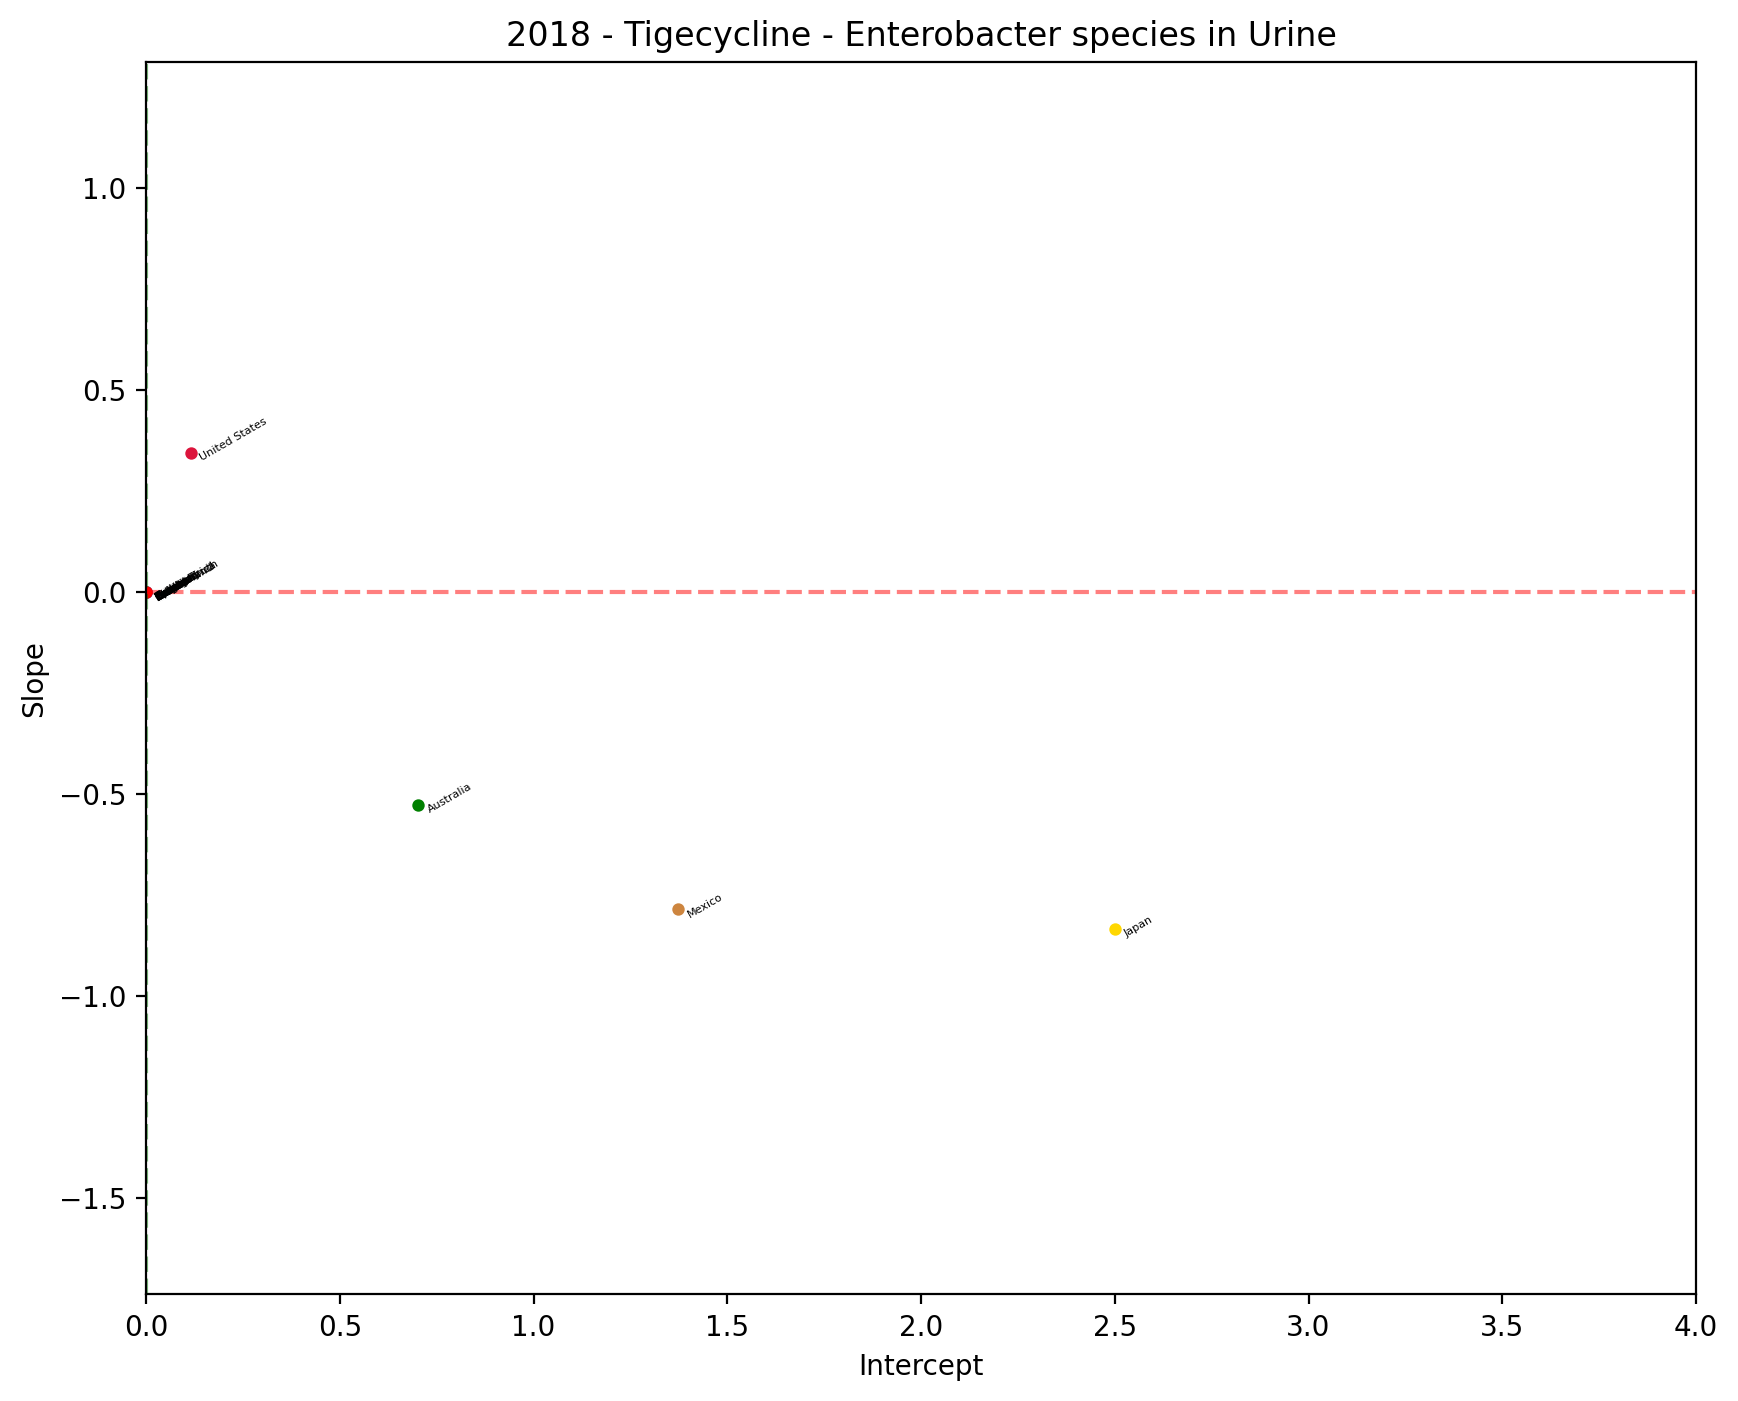 2018 - Tigecycline - Enterobacter species in Urine
1.0
0.5
United States
0.0
Slope
−0.5
Australia
Mexico
Japan
−1.0
−1.5
0.0 0.5 1.0 1.5 2.0 2.5 3.0 3.5 4.0
Intercept